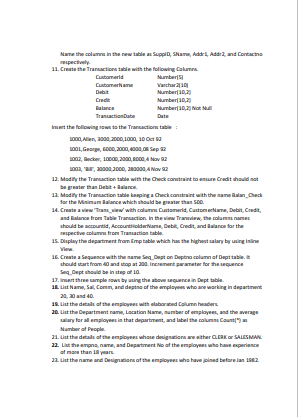 Name the columns in the new table as SuppID, SName, Addr1, Addr2, and Contactno
respectively.
11. Create the Transactions table with the following Columns.
CustomerId Number(5)
CustomerName Varchar2(10)
Debit Number(10,2)
Credit Number(10,2)
Balance Number(10,2) Not Null
TransactionDate Date
Insert the following rows to the Transactions table :
1000,Allen, 3000,2000,1000, 10 Oct 92
1001,George, 6000,2000,4000,08 Sep 92
1002, Becker, 10000,2000,8000,4 Nov 92
1003, 'Bill', 30000,2000, 280000,4 Nov 92
12. Modify the Transaction table with the Check constraint to ensure Credit should not
be greater than Debit + Balance.
13. Modify the Transaction table keeping a Check constraint with the name Balan_Check
for the Minimum Balance which should be greater than 500.
14. Create a view 'Trans_view' with columns CustomerId, CustomerName, Debit, Credit,
and Balance from Table Transaction. In the view Transview, the columns names
should be accountId, AccountHolderName, Debit, Credit, and Balance for the
respective columns from Transaction table.
15. Display the department from Emp table which has the highest salary by using Inline
View.
16. Create a Sequence with the name Seq_Dept on Deptno column of Dept table. It
should start from 40 and stop at 200. Increment parameter for the sequence
Seq_Dept should be in step of 10.
17. Insert three sample rows by using the above sequence in Dept table.
18. List Name, Sal, Comm, and deptno of the employees who are working in department
20, 30 and 40.
19. List the details of the employees with elaborated Column headers.
20. List the Department name, Location Name, number of employees, and the average
salary for all employees in that department, and label the columns Count(*) as
Number of People.
21. List the details of the employees whose designations are either CLERK or SALESMAN.
22. List the empno, name, and Department No of the employees who have experience
of more than 18 years.
23. List the name and Designations of the employees who have joined before Jan 1982.